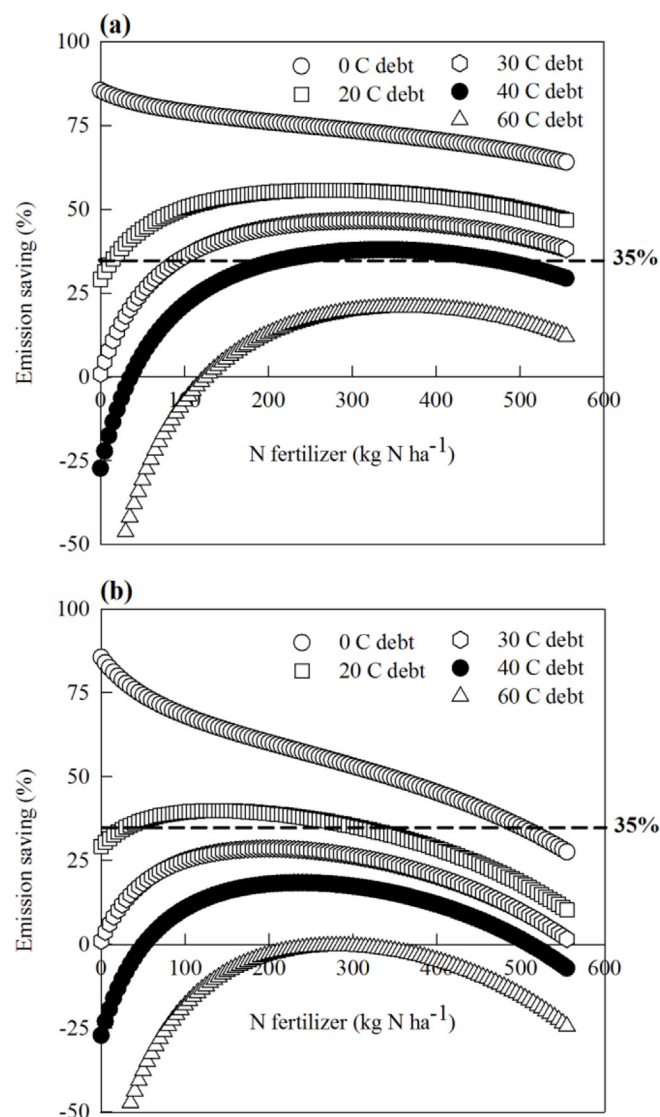 (a)
100
75
50
25
0
-25
-50
0 C debt
20 C debt
30 C debt
40 C debt
60 C debt
35%
0 100 200 300 400 500 600
N fertilizer (kg N ha⁻¹)
Emission saving (%)
(b)
100
75
50
25
0
-25
-50
0 C debt
20 C debt
30 C debt
40 C debt
60 C debt
35%
0 100 200 300 400 500 600
N fertilizer (kg N ha⁻¹)
Emission saving (%)